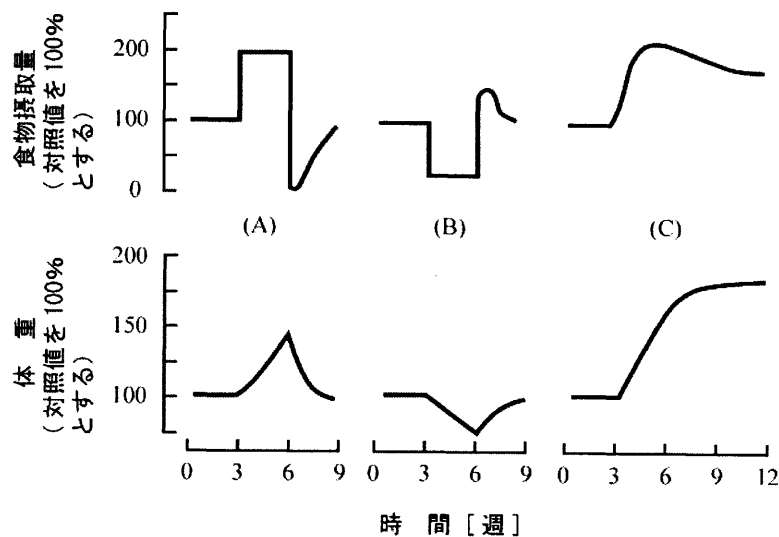 食物摂取量
(対照値を100%
とする)
200
100
0
(A)
(B)
(C)
体 重
(対照値を100%
とする)
200
150
100
0 3 6 9
0 3 6 9
0 3 6 9 12
時 間 [週]